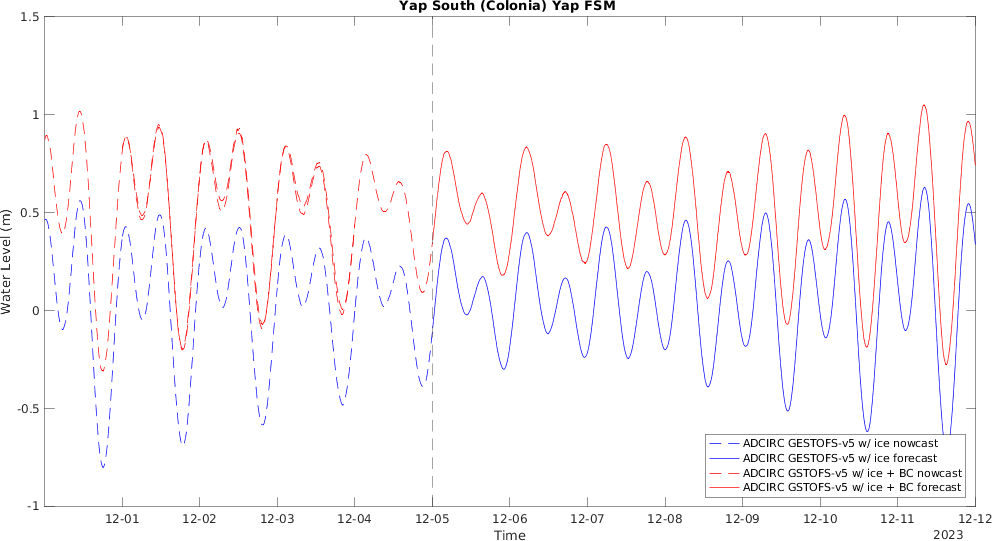 Yap South (Colonia) Yap FSM
Water Level (m)
1.5
1
0.5
0
-0.5
-1
ADCIRC GESTOFS-v5 w/ ice nowcast
ADCIRC GESTOFS-v5 w/ ice forecast
ADCIRC GSTOFS-v5 w/ ice + BC nowcast
ADCIRC GSTOFS-v5 w/ ice + BC forecast
12-01 12-02 12-03 12-04 12-05 12-06 12-07 12-08 12-09 12-10 12-11 12-12
Time
2023